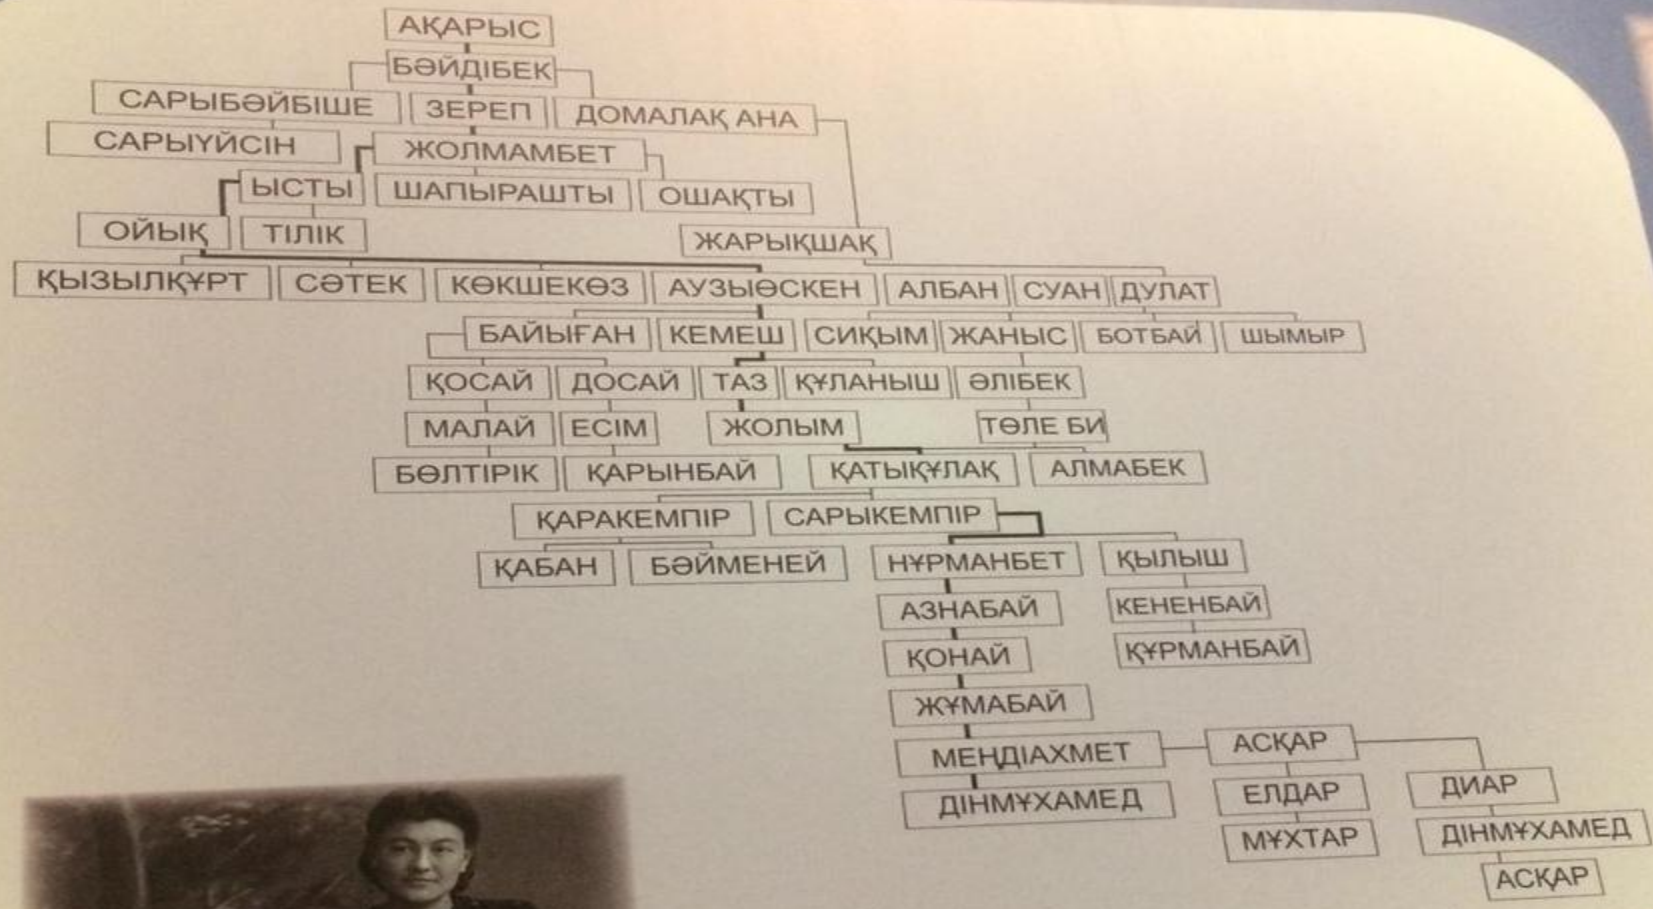 АҚАРЫС
БӘЙДІБЕК
САРЫБӘЙБІШЕ ЗЕРЕП ДОМАЛАҚ АНА
САРЫҮЙСІН ЖОЛМАМБЕТ
ЫСТЫ ШАПЫРАШТЫ ОШАҚТЫ
ОЙЫҚ ТІЛІК ЖАРЫҚШАҚ
ҚЫЗЫЛҚҰРТ СӘТЕК КӨКШЕКӨЗ АУЗЫӨСКЕН АЛБАН СУАН ДУЛАТ
БАЙЫҒАН КЕМЕШ СИҚЫМ ЖАНЫС БОТБАЙ ШЫМЫР
ҚОСАЙ ДОСАЙ ТАЗ ҚҰЛАНЫШ ӘЛІБЕК
МАЛАЙ ЕСІМ ЖОЛЫМ ТӨЛЕ БИ
БӨЛТІРІК ҚАРЫНБАЙ ҚАТЫҚҰЛАҚ АЛМАБЕК
ҚАРАКЕМПІР САРЫКЕМПІР
ҚАБАН БӘЙМЕНЕЙ НҰРМАНБЕТ ҚЫЛЫШ
АЗНАБАЙ КЕНЕНБАЙ
ҚОНАЙ ҚҰРМАНБАЙ
ЖҰМАБАЙ
МЕҢДІАХМЕТ АСҚАР
ДІНМҰХАМЕД ЕЛДАР ДИАР
МҰХТАР ДІНМҰХАМЕД
АСҚАР